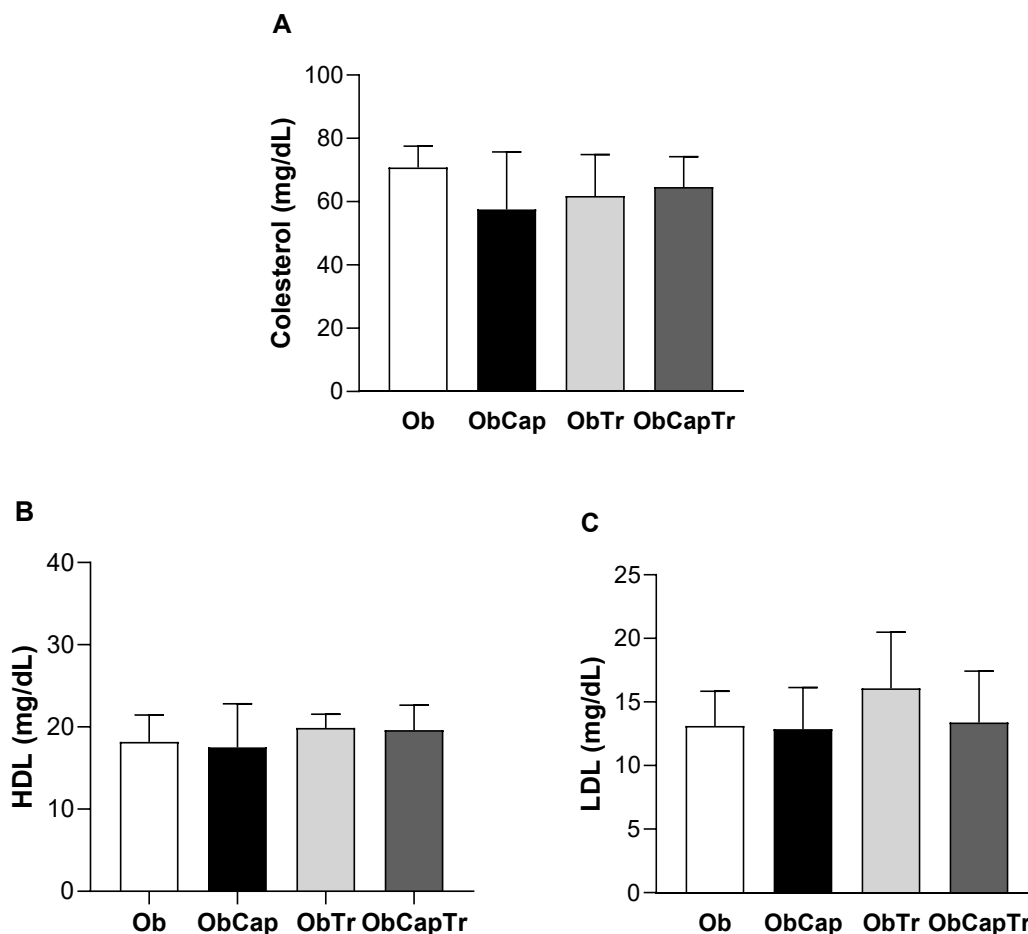 A
Colesterol (mg/dL)
100
80
60
40
20
0
Ob ObCap ObTr ObCapTr
B
HDL (mg/dL)
40
30
20
10
0
Ob ObCap ObTr ObCapTr
C
LDL (mg/dL)
25
20
15
10
5
0
Ob ObCap ObTr ObCapTr